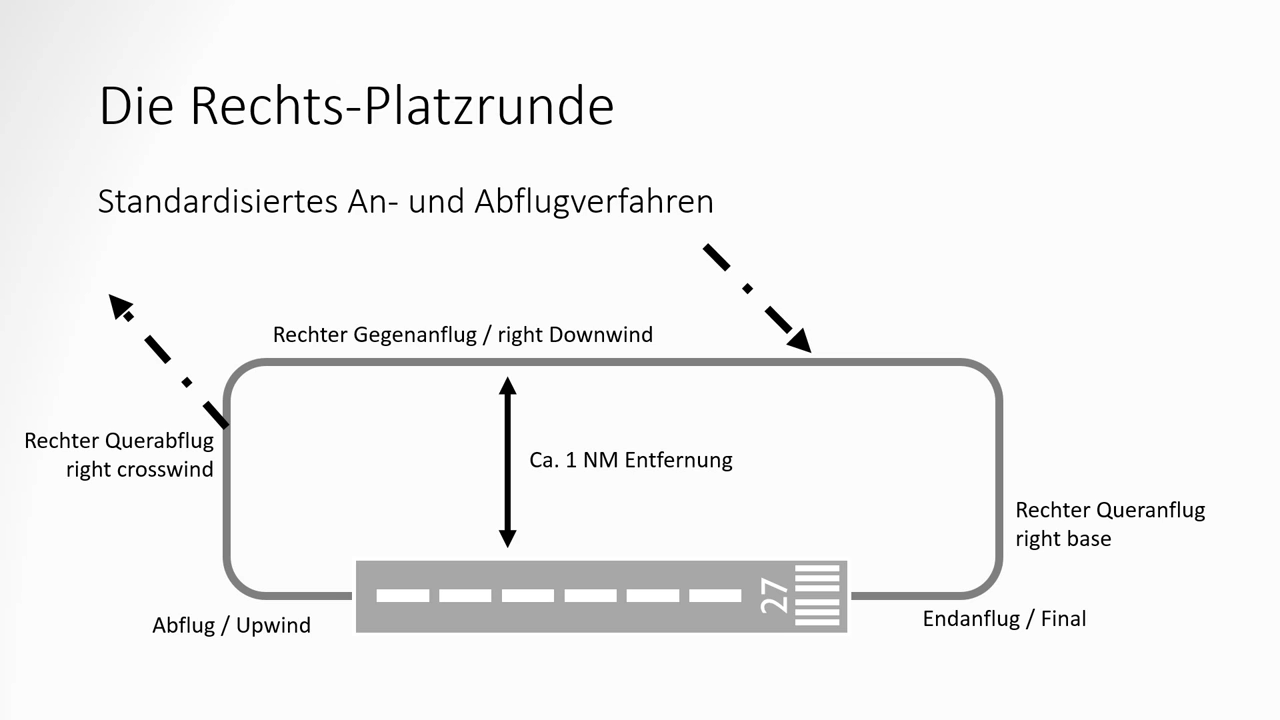 Die Rechts-Platzrunde
Standardisiertes An- und Abflugverfahren
Rechter Gegenanflug / right Downwind
Rechter Querabflug
right crosswind
Ca. 1 NM Entfernung
Rechter Queranflug
right base
27
Abflug / Upwind
Endanflug / Final